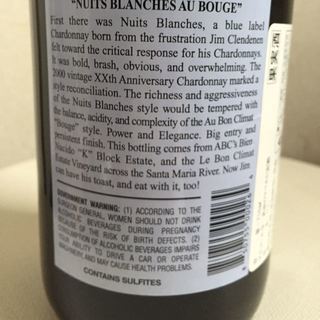 "NUITS BLANCHES AU BOUGE"
First there was Nuits Blanches, a blue label
Chardonnay born from the frustration Jim Clendenen
felt toward the critical response for his Chardonnays.
It was bold, brash, obvious, and overwhelming. The
2000 vintage XXth Anniversary Chardonnay marked a
style reconciliation. The richness and aggressiveness
of the Nuits Blanches style would be tempered with
the balance, acidity, and complexity of the Au Bon Climat
"Bouge" style. Power and Elegance. Big entry and
persistent finish. This bottling comes from ABC's Bien
Nacido "K" Block Estate, and the Le Bon Climat
Estate Vineyard across the Santa Maria River. Now Jim
can have his toast, and eat with it, too!
GOVERNMENT WARNING: (1) ACCORDING TO THE
SURGEON GENERAL, WOMEN SHOULD NOT DRINK
ALCOHOLIC BEVERAGES DURING PREGNANCY
BECAUSE OF THE RISK OF BIRTH DEFECTS. (2)
CONSUMPTION OF ALCOHOLIC BEVERAGES IMPAIRS
YOUR ABILITY TO DRIVE A CAR OR OPERATE
MACHINERY, AND MAY CAUSE HEALTH PROBLEMS.
CONTAINS SULFITES
果実酒